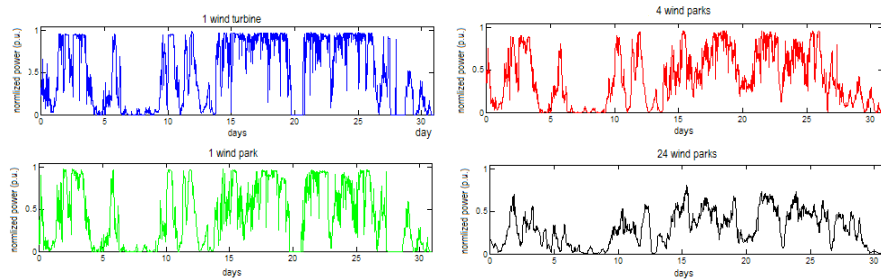 1 wind turbine
normlized power (p.u.)
1
0.5
0
0 5 10 15 20 25 30
days day
4 wind parks
normlized power (p.u.)
1
0.5
0
0 5 10 15 20 25 30
days
1 wind park
normlized power (p.u.)
1
0.5
0
0 5 10 15 20 25 30
days
24 wind parks
normlized power (p.u.)
1
0.5
0
0 5 10 15 20 25 30
days